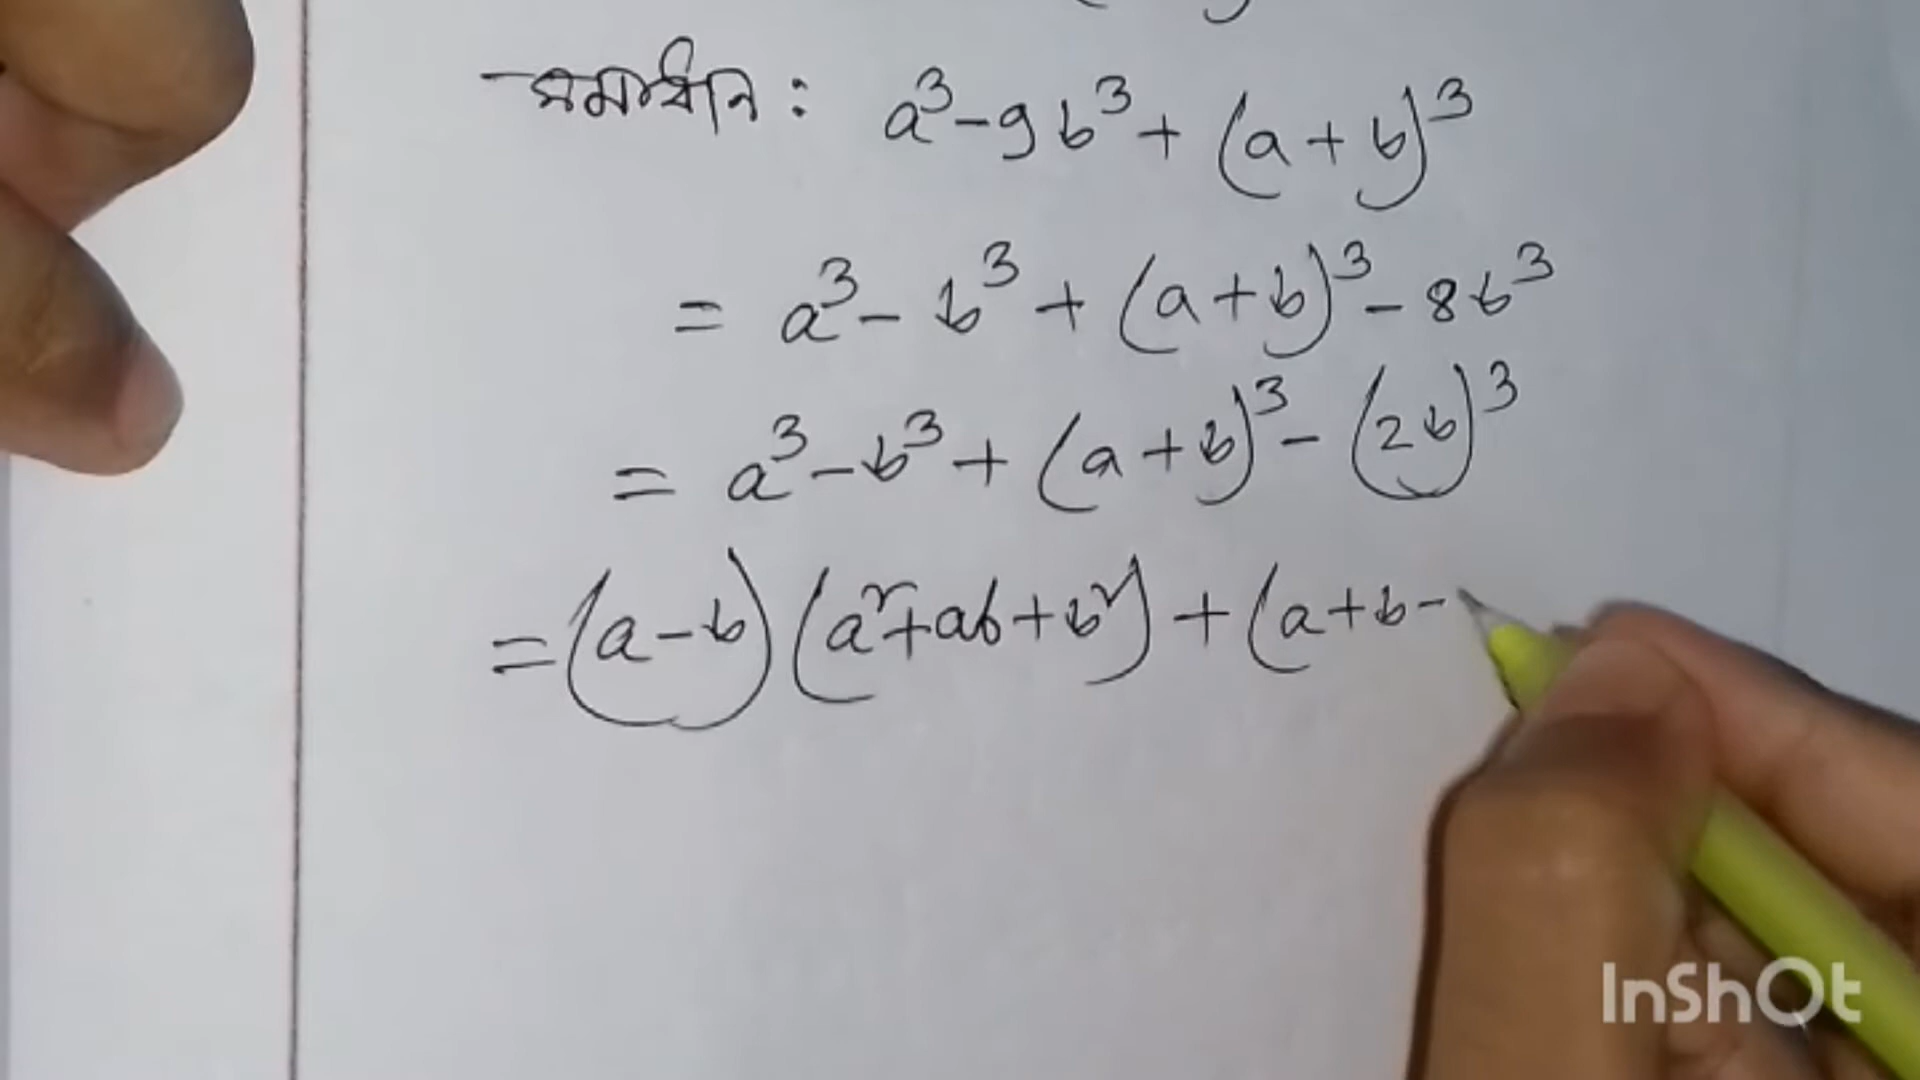 সমাধান : a³ - 9b³ + (a + b)³
= a³ - b³ + (a + b)³ - 8b³
= a³ - b³ + (a + b)³ - (2b)³
= (a - b) (a² + ab + b²) + (a + b -
InShOt